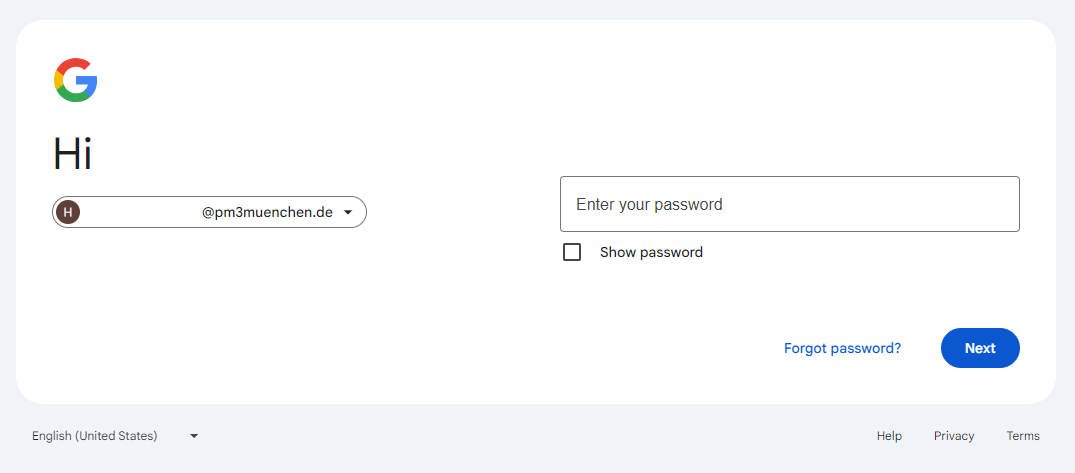 Hi
H
@pm3muenchen.de
Enter your password
Show password
Forgot password?
Next
English (United States)
Help Privacy Terms